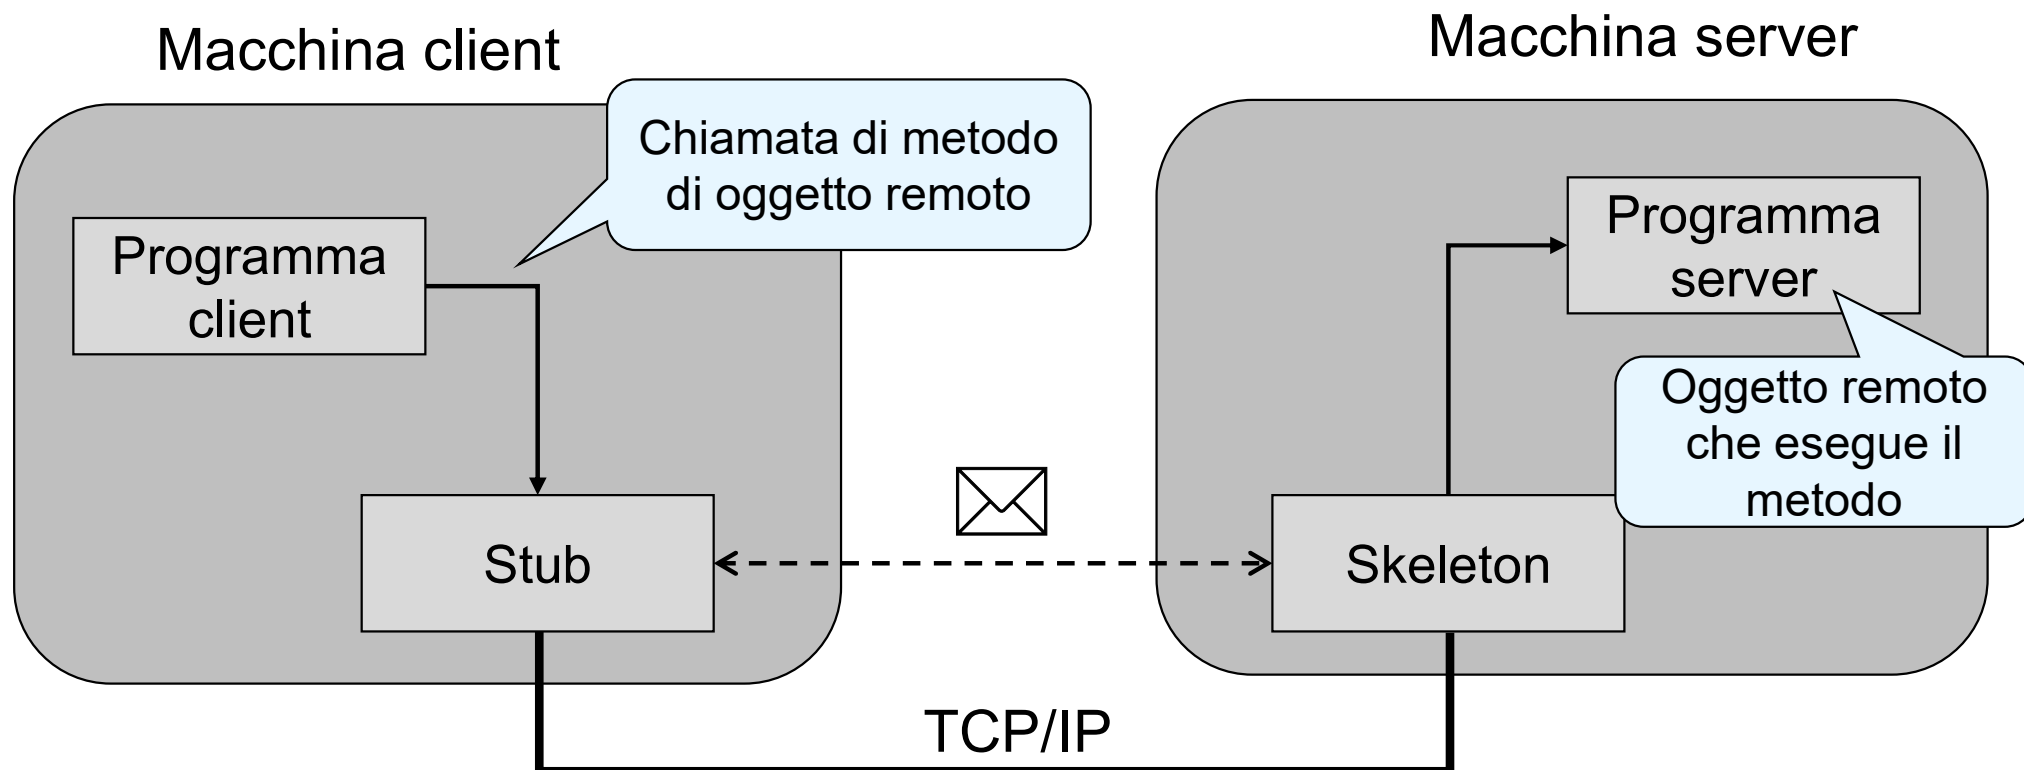 Macchina client
Macchina server
Chiamata di metodo
di oggetto remoto
Programma
client
Programma
server
Oggetto remoto
che esegue il
metodo
Stub
Skeleton
TCP/IP